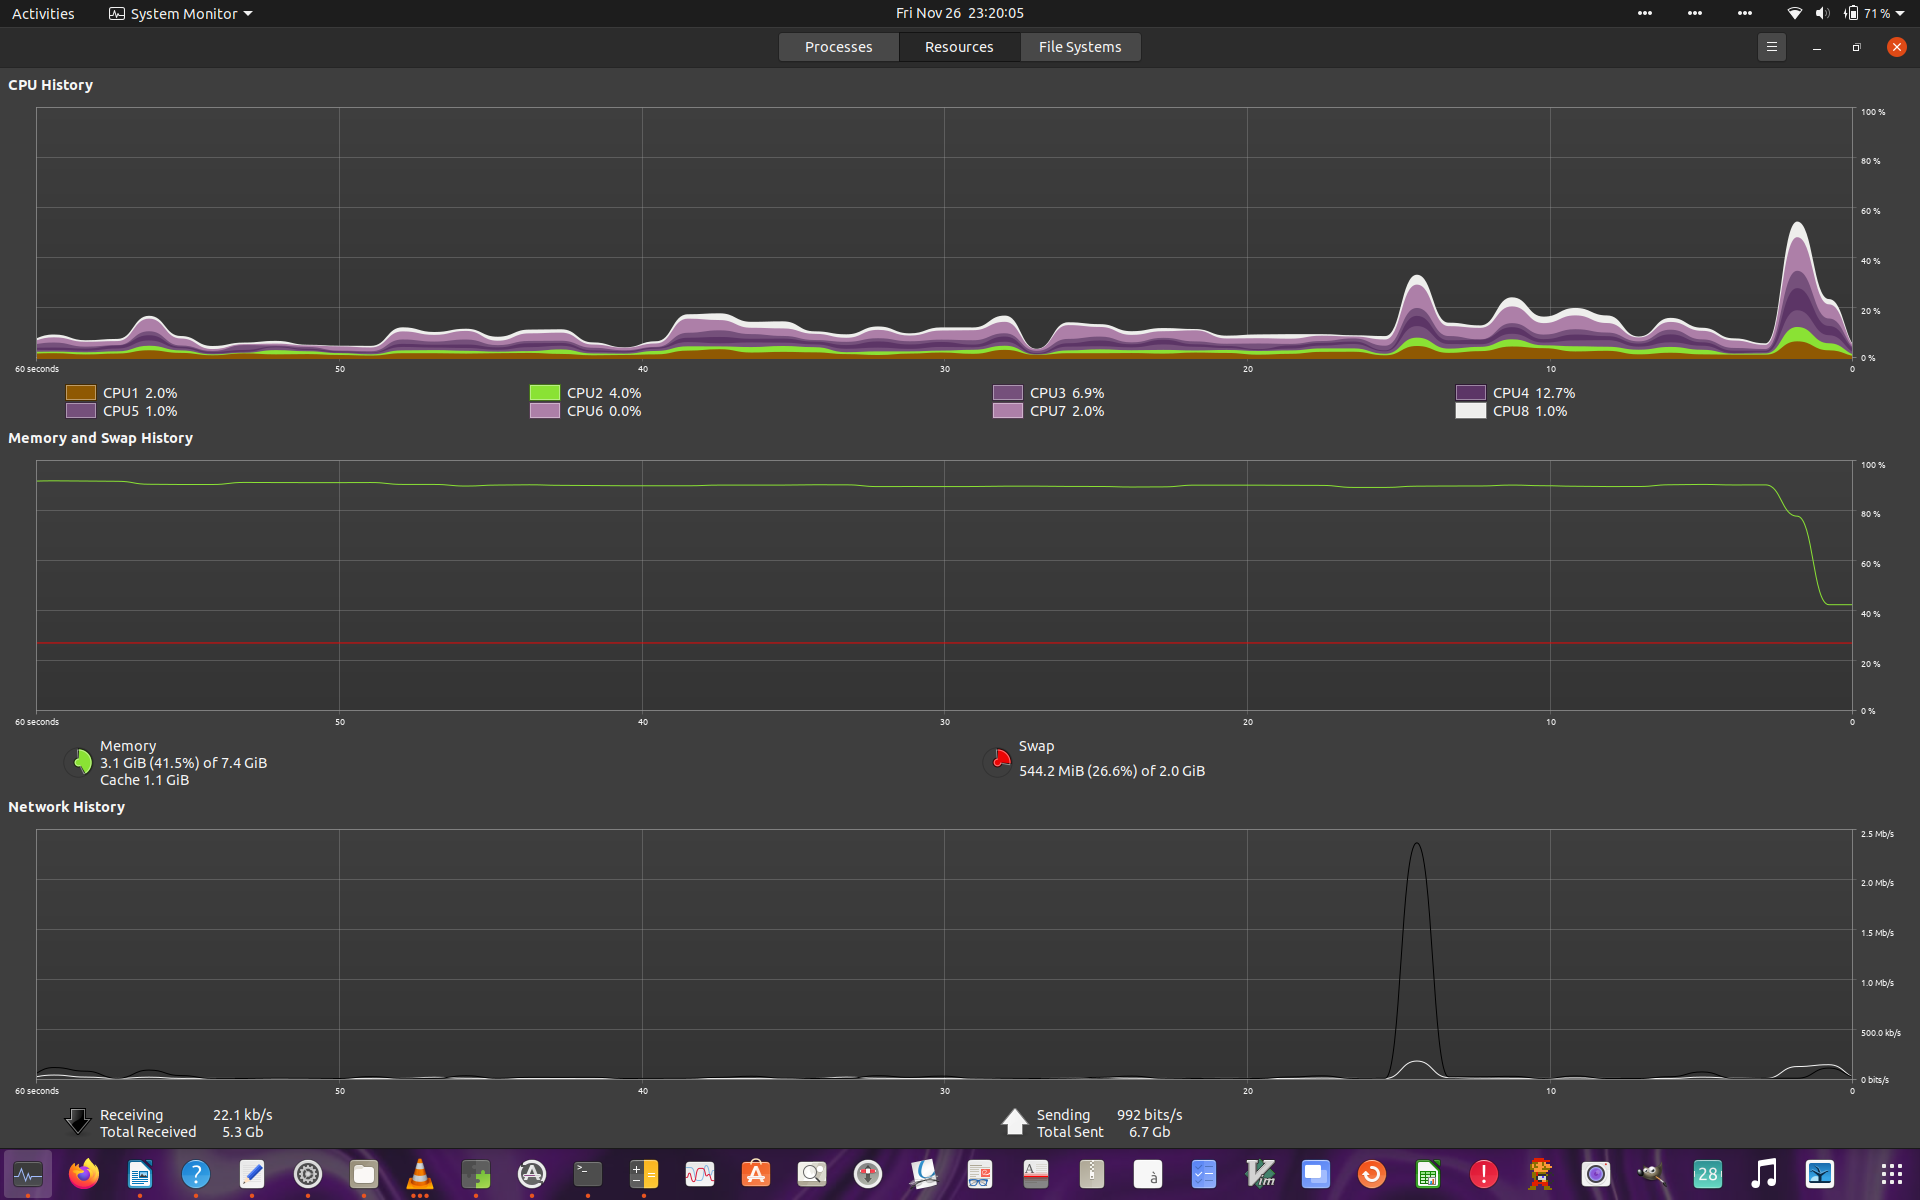 Activities System Monitor Fri Nov 26 23:20:05 71 %
Processes Resources File Systems
CPU History
100 %
80 %
60 %
40 %
20 %
0 %
60 seconds 50 40 30 20 10 0
CPU1 2.0% CPU2 4.0% CPU3 6.9% CPU4 12.7%
CPU5 1.0% CPU6 0.0% CPU7 2.0% CPU8 1.0%
Memory and Swap History
100 %
80 %
60 %
40 %
20 %
0 %
60 seconds 50 40 30 20 10 0
Memory
3.1 GiB (41.5%) of 7.4 GiB
Cache 1.1 GiB
Swap
544.2 MiB (26.6%) of 2.0 GiB
Network History
2.5 Mb/s
2.0 Mb/s
1.5 Mb/s
1.0 Mb/s
500.0 kb/s
0 bits/s
60 seconds 50 40 30 20 10 0
Receiving 22.1 kb/s
Total Received 5.3 Gb
Sending 992 bits/s
Total Sent 6.7 Gb
28